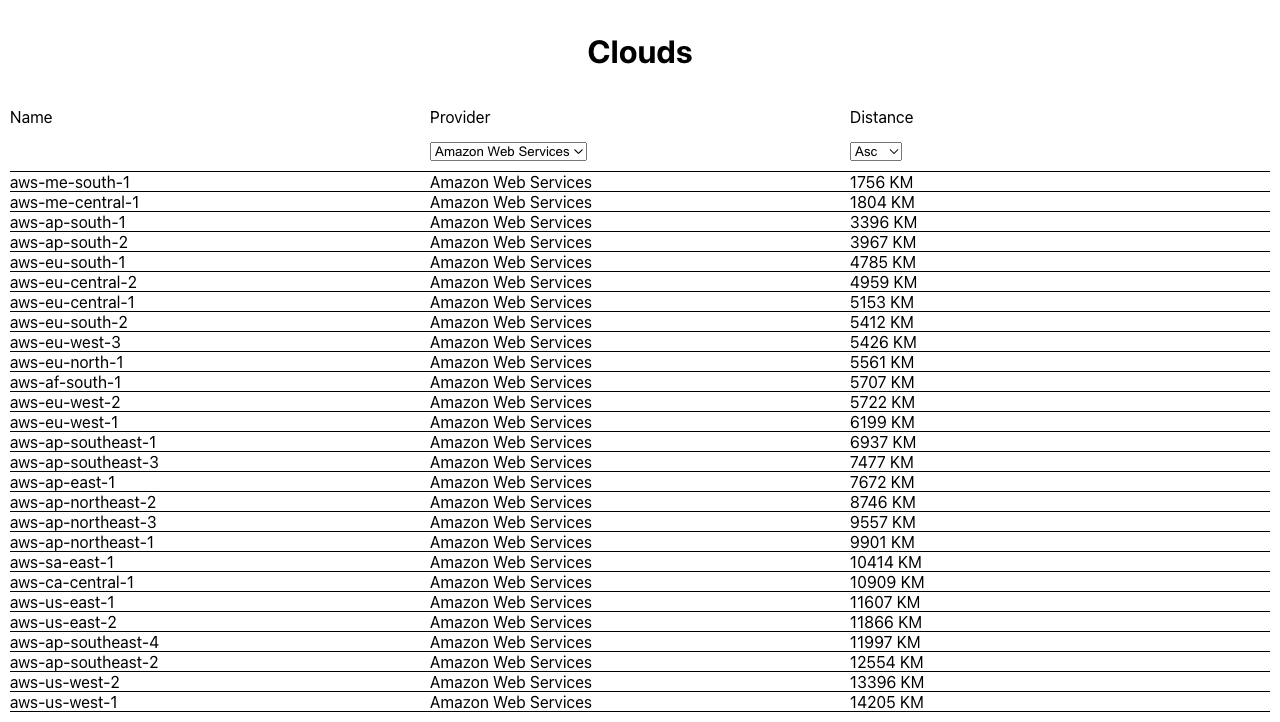 Clouds
Name Provider Distance
Amazon Web Services Asc
aws-me-south-1 Amazon Web Services 1756 KM
aws-me-central-1 Amazon Web Services 1804 KM
aws-ap-south-1 Amazon Web Services 3396 KM
aws-ap-south-2 Amazon Web Services 3967 KM
aws-eu-south-1 Amazon Web Services 4785 KM
aws-eu-central-2 Amazon Web Services 4959 KM
aws-eu-central-1 Amazon Web Services 5153 KM
aws-eu-south-2 Amazon Web Services 5412 KM
aws-eu-west-3 Amazon Web Services 5426 KM
aws-eu-north-1 Amazon Web Services 5561 KM
aws-af-south-1 Amazon Web Services 5707 KM
aws-eu-west-2 Amazon Web Services 5722 KM
aws-eu-west-1 Amazon Web Services 6199 KM
aws-ap-southeast-1 Amazon Web Services 6937 KM
aws-ap-southeast-3 Amazon Web Services 7477 KM
aws-ap-east-1 Amazon Web Services 7672 KM
aws-ap-northeast-2 Amazon Web Services 8746 KM
aws-ap-northeast-3 Amazon Web Services 9557 KM
aws-ap-northeast-1 Amazon Web Services 9901 KM
aws-sa-east-1 Amazon Web Services 10414 KM
aws-ca-central-1 Amazon Web Services 10909 KM
aws-us-east-1 Amazon Web Services 11607 KM
aws-us-east-2 Amazon Web Services 11866 KM
aws-ap-southeast-4 Amazon Web Services 11997 KM
aws-ap-southeast-2 Amazon Web Services 12554 KM
aws-us-west-2 Amazon Web Services 13396 KM
aws-us-west-1 Amazon Web Services 14205 KM